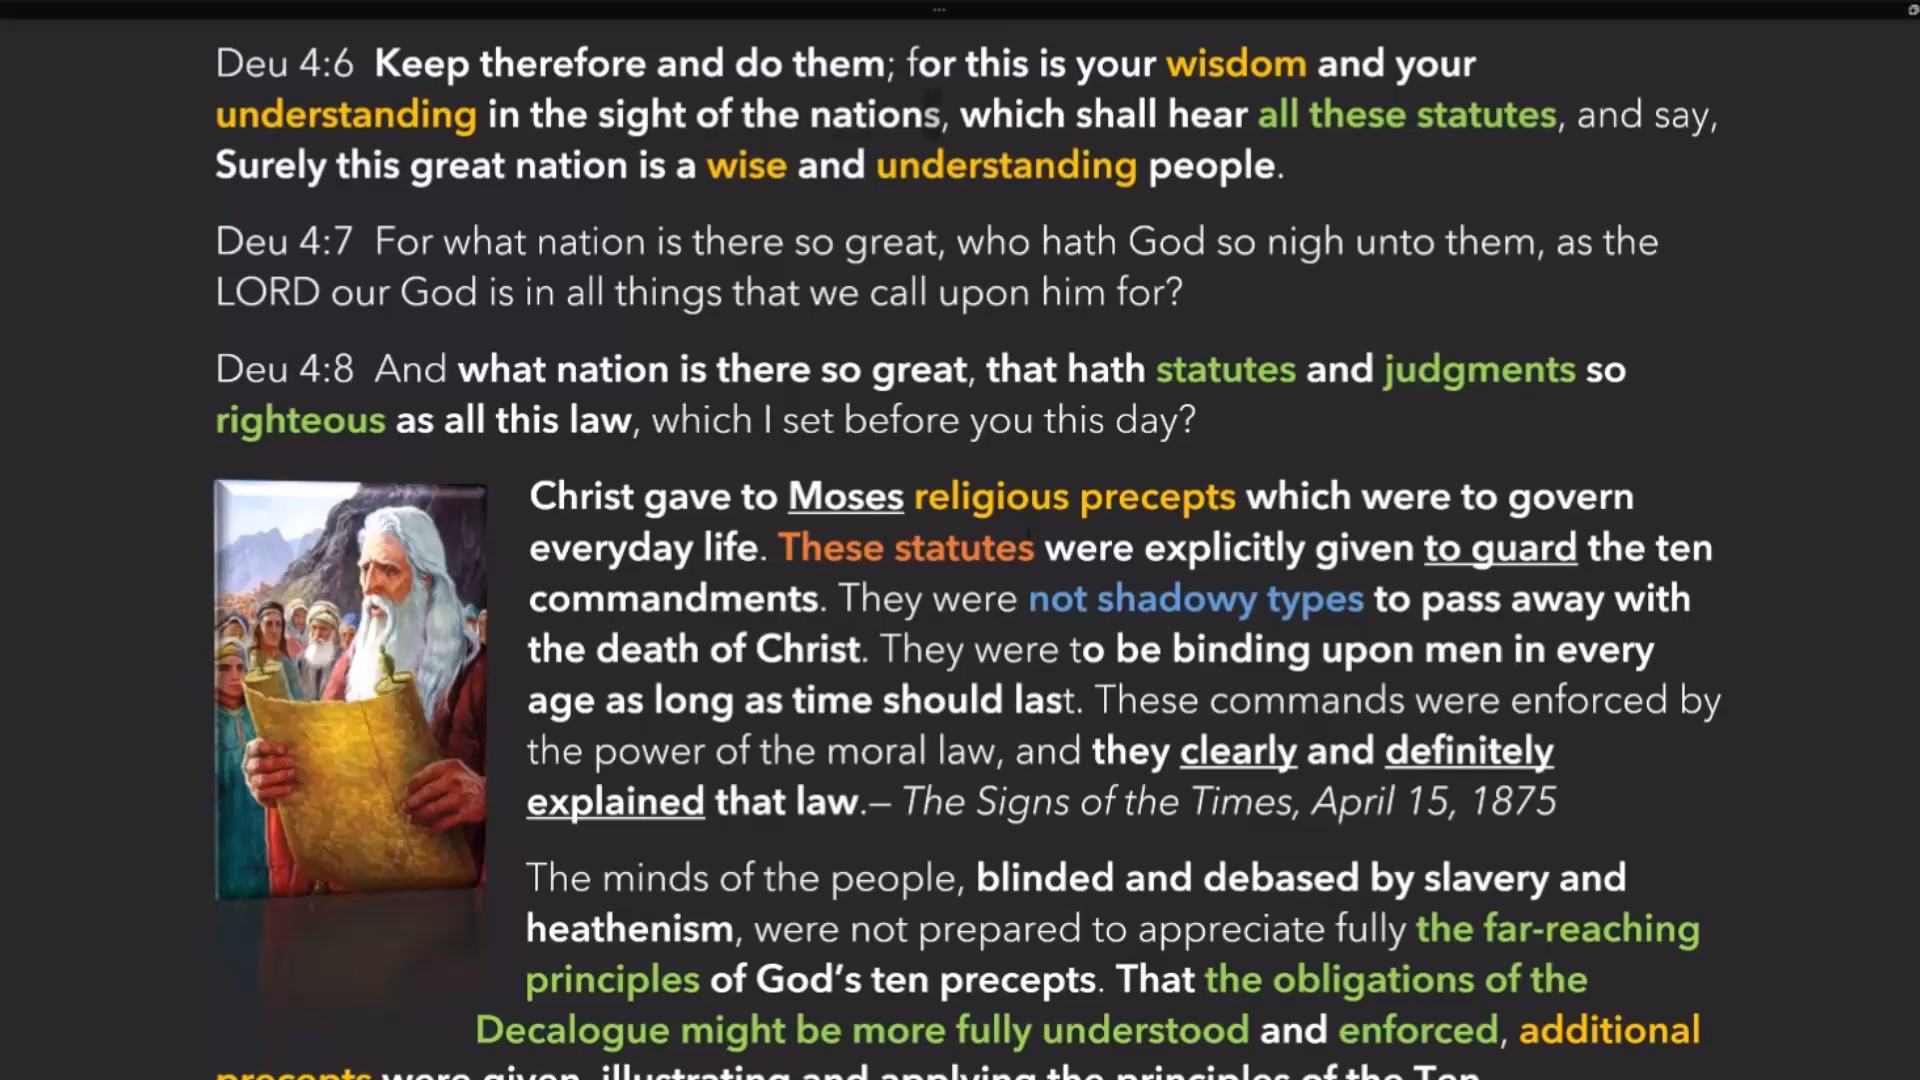 Deu 4:6 Keep therefore and do them; for this is your wisdom and your
understanding in the sight of the nations, which shall hear all these statutes, and say,
Surely this great nation is a wise and understanding people.
Deu 4:7 For what nation is there so great, who hath God so nigh unto them, as the
LORD our God is in all things that we call upon him for?
Deu 4:8 And what nation is there so great, that hath statutes and judgments so
righteous as all this law, which I set before you this day?
Christ gave to Moses religious precepts which were to govern
everyday life. These statutes were explicitly given to guard the ten
commandments. They were not shadowy types to pass away with
the death of Christ. They were to be binding upon men in every
age as long as time should last. These commands were enforced by
the power of the moral law, and they clearly and definitely
explained that law.– The Signs of the Times, April 15, 1875
The minds of the people, blinded and debased by slavery and
heathenism, were not prepared to appreciate fully the far-reaching
principles of God’s ten precepts. That the obligations of the
Decalogue might be more fully understood and enforced, additional
precepts were given, illustrating and applying the principles of the Ten